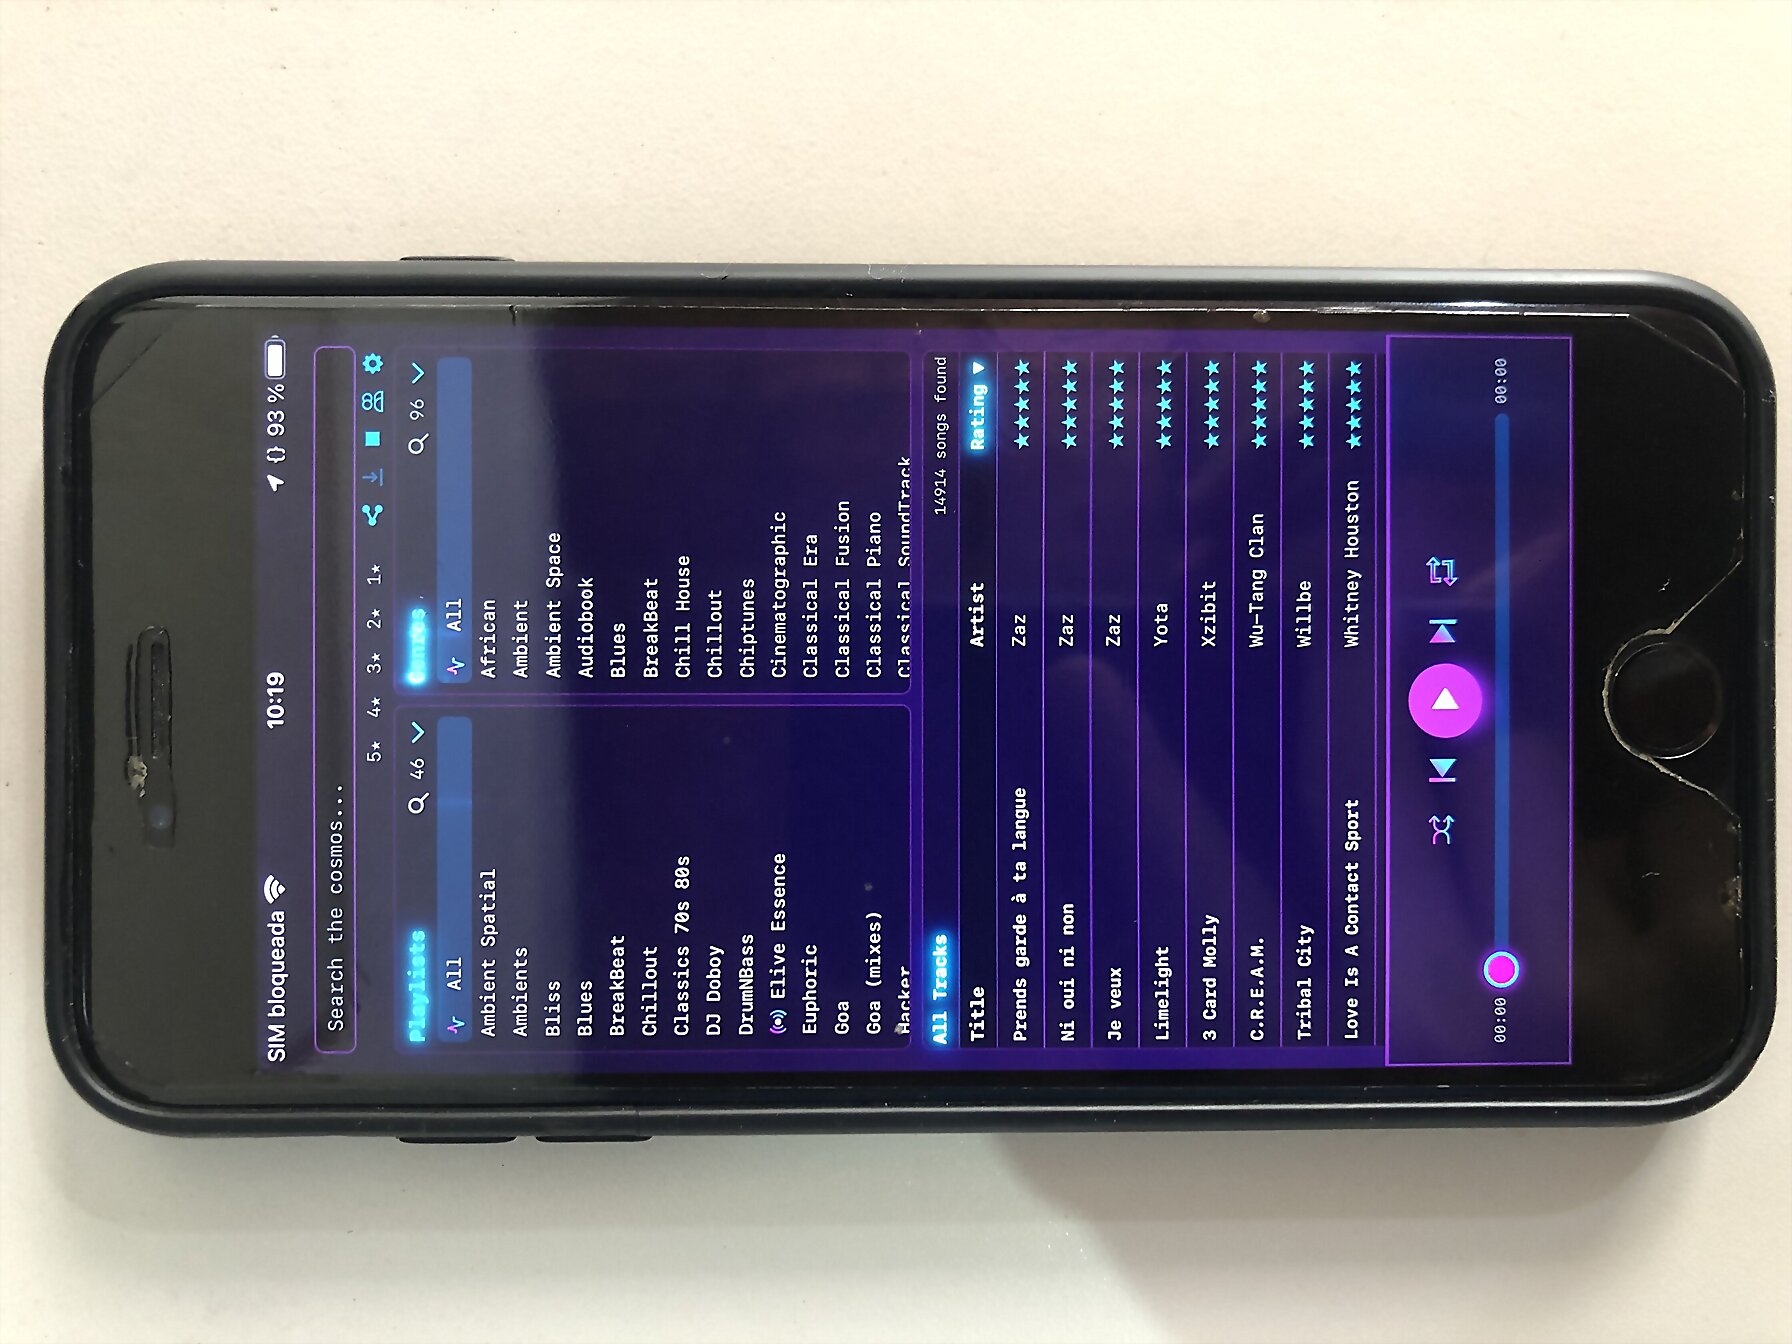 SIM bloqueada 10:19 {} 93 %
Search the cosmos...
5★ 4★ 3★ 2★ 1★
Playlists 46
All
Ambient Spatial
Ambients
Bliss
Blues
BreakBeat
Chillout
Classics 70s 80s
DJ Doboy
DrumNBass
Elive Essence
Euphoric
Goa
Goa (mixes)
Hacker
Genres 96
All
African
Ambient
Ambient Space
Audiobook
Blues
BreakBeat
Chill House
Chillout
Chiptunes
Cinematographic
Classical Era
Classical Fusion
Classical Piano
Classical SoundTrack
All Tracks 14914 songs found
Title Artist Rating ▼
Prends garde à ta langue Zaz ★★★★★
Ni oui ni non Zaz ★★★★★
Je veux Zaz ★★★★★
Limelight Yota ★★★★★
3 Card Molly Xzibit ★★★★★
C.R.E.A.M. Wu-Tang Clan ★★★★★
Tribal City Willbe ★★★★★
Love Is A Contact Sport Whitney Houston ★★★★★
00:00 00:00